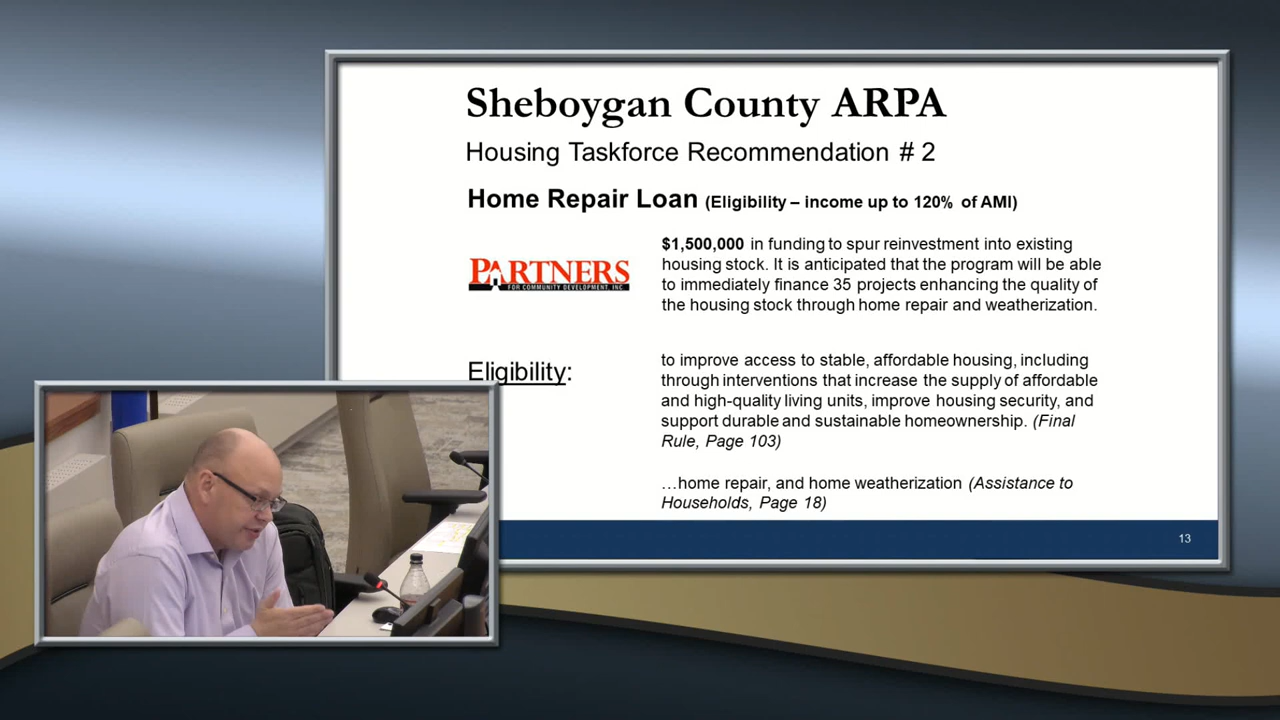 Sheboygan County ARPA
Housing Taskforce Recommendation # 2
Home Repair Loan (Eligibility – income up to 120% of AMI)
PARTNERS
FOR COMMUNITY DEVELOPMENT, INC.
$1,500,000 in funding to spur reinvestment into existing
housing stock. It is anticipated that the program will be able
to immediately finance 35 projects enhancing the quality of
the housing stock through home repair and weatherization.
Eligibility:
to improve access to stable, affordable housing, including
through interventions that increase the supply of affordable
and high-quality living units, improve housing security, and
support durable and sustainable homeownership. (Final
Rule, Page 103)
…home repair, and home weatherization (Assistance to
Households, Page 18)
13